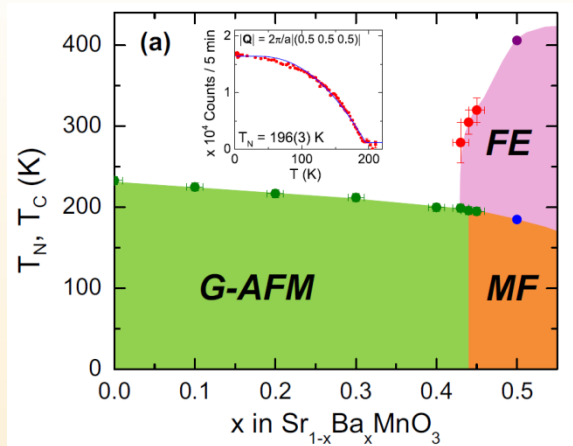 (a)
|Q| = 2π/a|(0.5 0.5 0.5)|
x 10⁴ Counts / 5 min
2
1
0
T_N = 196(3) K
0 100 200
T (K)
T_N, T_C (K)
400
300
200
100
0
FE
G-AFM
MF
0.0 0.1 0.2 0.3 0.4 0.5
x in Sr₁₋ₓBaₓMnO₃